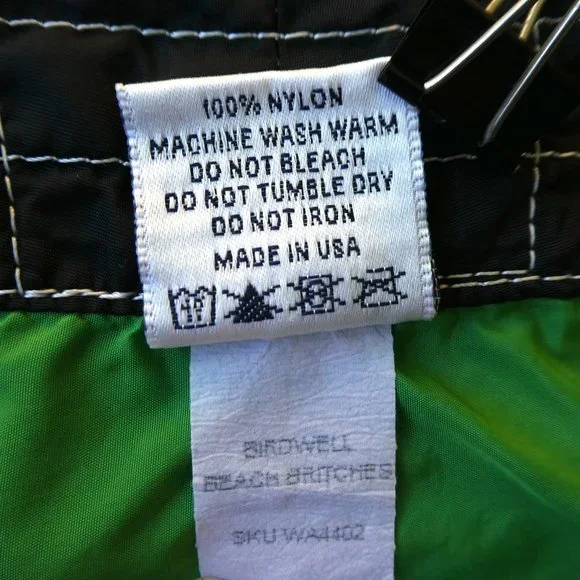 100% NYLON
MACHINE WASH WARM
DO NOT BLEACH
DO NOT TUMBLE DRY
DO NOT IRON
MADE IN USA
BIRDWELL
BEACH BRITCHES
SKU WA4402